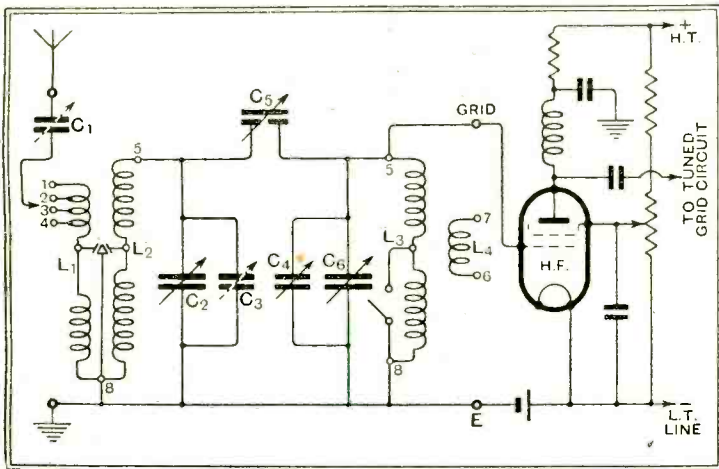 C5
+
H.T.
GRID
C1
5
5
1
2
3
4
7
L1
L2
L3
L4
6
C2
C3
C4
C6
H.F.
TO TUNED
GRID CIRCUIT
8
8
E
−
L.T.
LINE